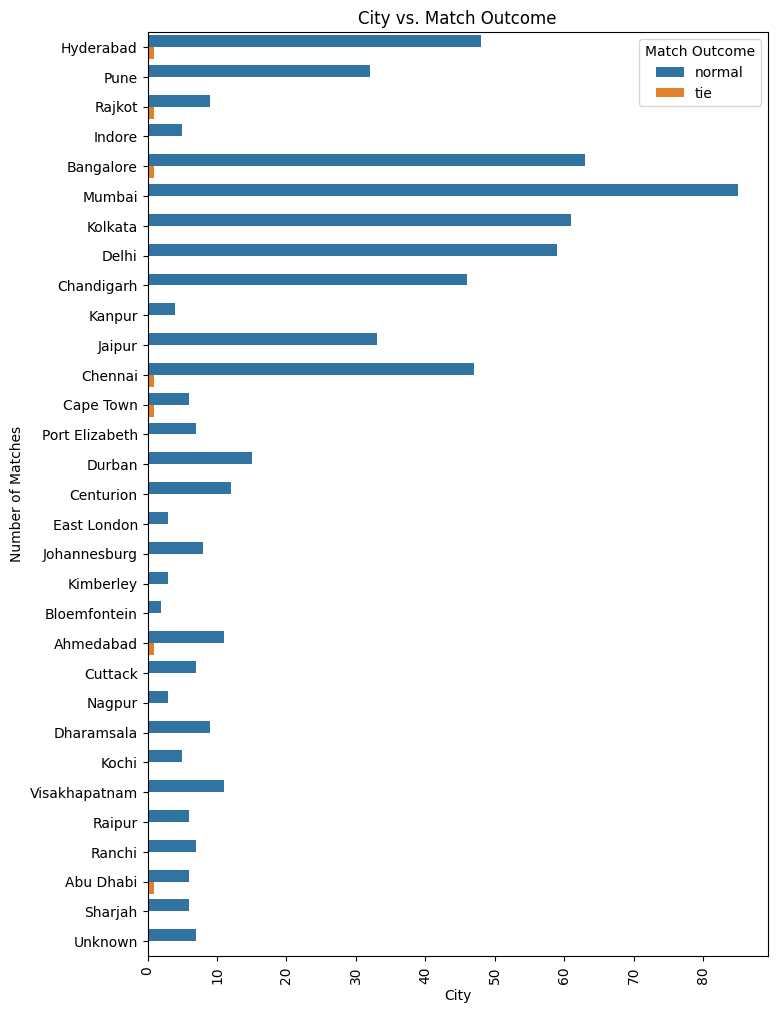 City vs. Match Outcome
Match Outcome
normal
tie
Number of Matches
Hyderabad
Pune
Rajkot
Indore
Bangalore
Mumbai
Kolkata
Delhi
Chandigarh
Kanpur
Jaipur
Chennai
Cape Town
Port Elizabeth
Durban
Centurion
East London
Johannesburg
Kimberley
Bloemfontein
Ahmedabad
Cuttack
Nagpur
Dharamsala
Kochi
Visakhapatnam
Raipur
Ranchi
Abu Dhabi
Sharjah
Unknown
0 10 20 30 40 50 60 70 80
City